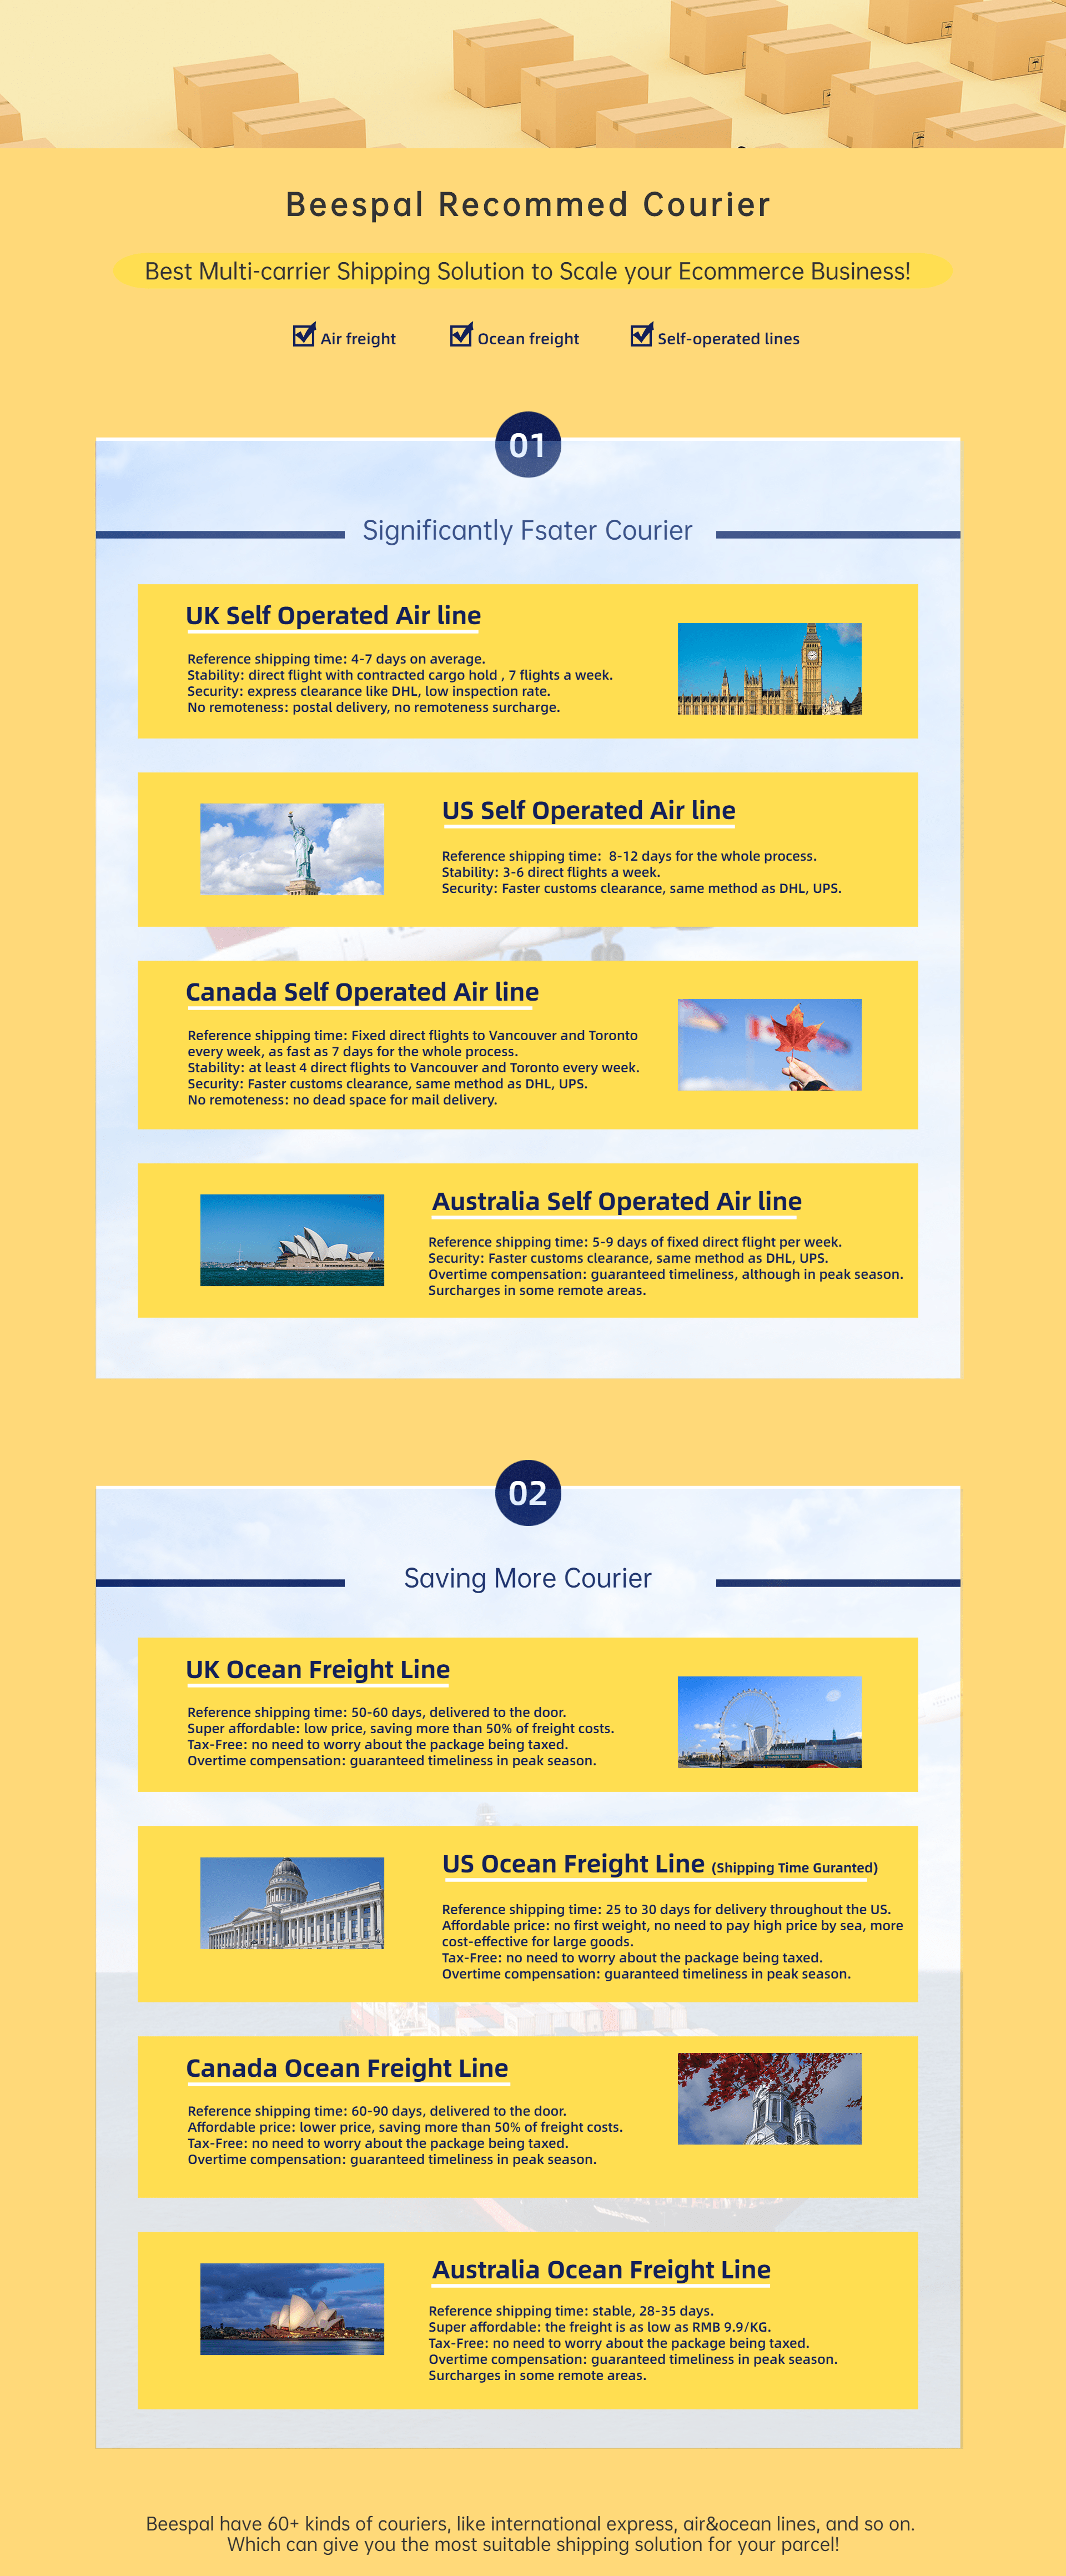 Beespal Recommed Courier
Best Multi-carrier Shipping Solution to Scale your Ecommerce Business!
Air freight
Ocean freight
Self-operated lines
01
Significantly Fsater Courier
UK Self Operated Air line
Reference shipping time: 4-7 days on average.
Stability: direct flight with contracted cargo hold , 7 flights a week.
Security: express clearance like DHL, low inspection rate.
No remoteness: postal delivery, no remoteness surcharge.
US Self Operated Air line
Reference shipping time:  8-12 days for the whole process.
Stability: 3-6 direct flights a week.
Security: Faster customs clearance, same method as DHL, UPS.
Canada Self Operated Air line
Reference shipping time: Fixed direct flights to Vancouver and Toronto
every week, as fast as 7 days for the whole process.
Stability: at least 4 direct flights to Vancouver and Toronto every week.
Security: Faster customs clearance, same method as DHL, UPS.
No remoteness: no dead space for mail delivery.
Australia Self Operated Air line
Reference shipping time: 5-9 days of fixed direct flight per week.
Security: Faster customs clearance, same method as DHL, UPS.
Overtime compensation: guaranteed timeliness, although in peak season.
Surcharges in some remote areas.
02
Saving More Courier
UK Ocean Freight Line
Reference shipping time: 50-60 days, delivered to the door.
Super affordable: low price, saving more than 50% of freight costs.
Tax-Free: no need to worry about the package being taxed.
Overtime compensation: guaranteed timeliness in peak season.
US Ocean Freight Line (Shipping Time Guranted)
Reference shipping time: 25 to 30 days for delivery throughout the US.
Affordable price: no first weight, no need to pay high price by sea, more
cost-effective for large goods.
Tax-Free: no need to worry about the package being taxed.
Overtime compensation: guaranteed timeliness in peak season.
Canada Ocean Freight Line
Reference shipping time: 60-90 days, delivered to the door.
Affordable price: lower price, saving more than 50% of freight costs.
Tax-Free: no need to worry about the package being taxed.
Overtime compensation: guaranteed timeliness in peak season.
Australia Ocean Freight Line
Reference shipping time: stable, 28-35 days.
Super affordable: the freight is as low as RMB 9.9/KG.
Tax-Free: no need to worry about the package being taxed.
Overtime compensation: guaranteed timeliness in peak season.
Surcharges in some remote areas.
Beespal have 60+ kinds of couriers, like international express, air&ocean lines, and so on.
Which can give you the most suitable shipping solution for your parcel!